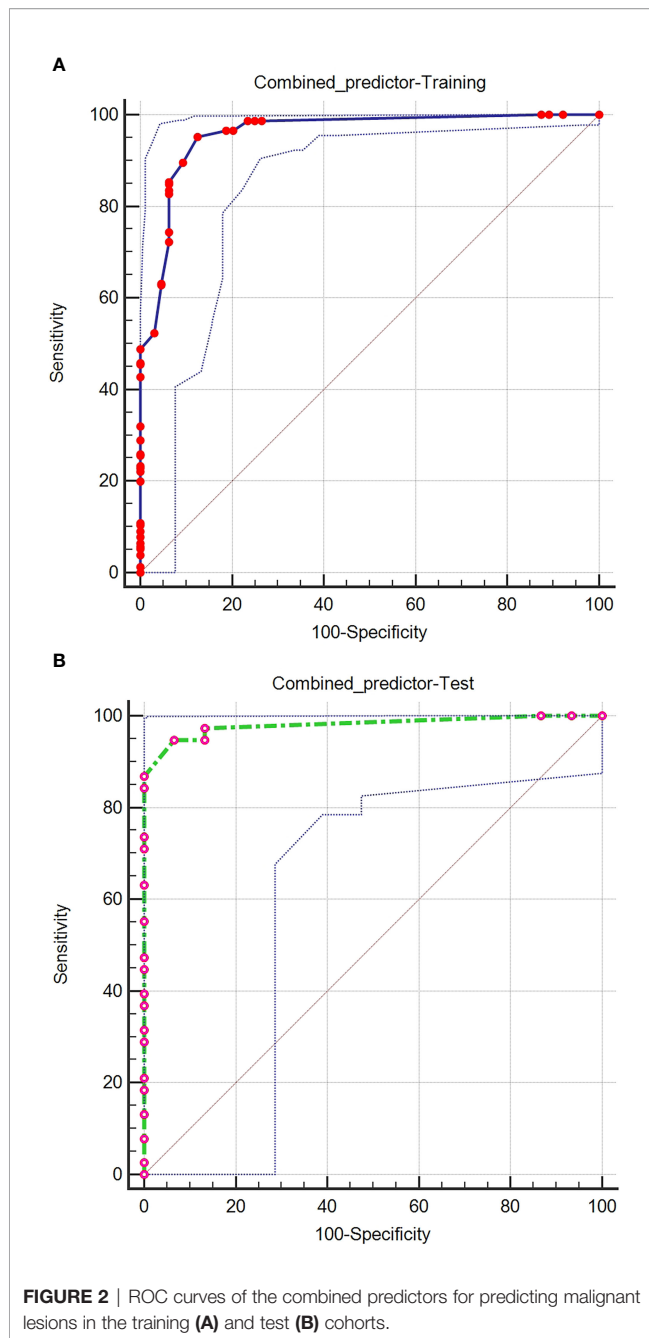 A
Combined_predictor-Training
100
80
60
40
20
0
Sensitivity
0 20 40 60 80 100
100-Specificity
B
Combined_predictor-Test
100
80
60
40
20
0
Sensitivity
0 20 40 60 80 100
100-Specificity
FIGURE 2 | ROC curves of the combined predictors for predicting malignant
lesions in the training (A) and test (B) cohorts.